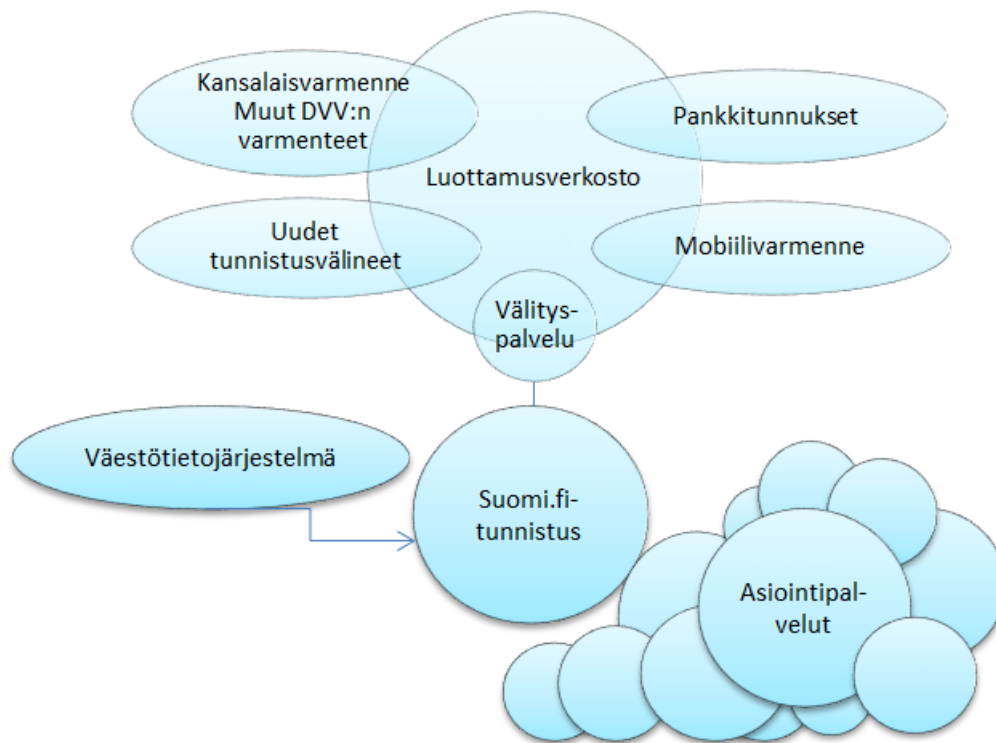 Kansalaisvarmenne
Muut DVV:n
varmenteet
Pankkitunnukset
Luottamusverkosto
Uudet
tunnistusvälineet
Mobiilivarmenne
Välitys-
palvelu
Väestötietojärjestelmä
Suomi.fi-
tunnistus
Asiointipal-
velut